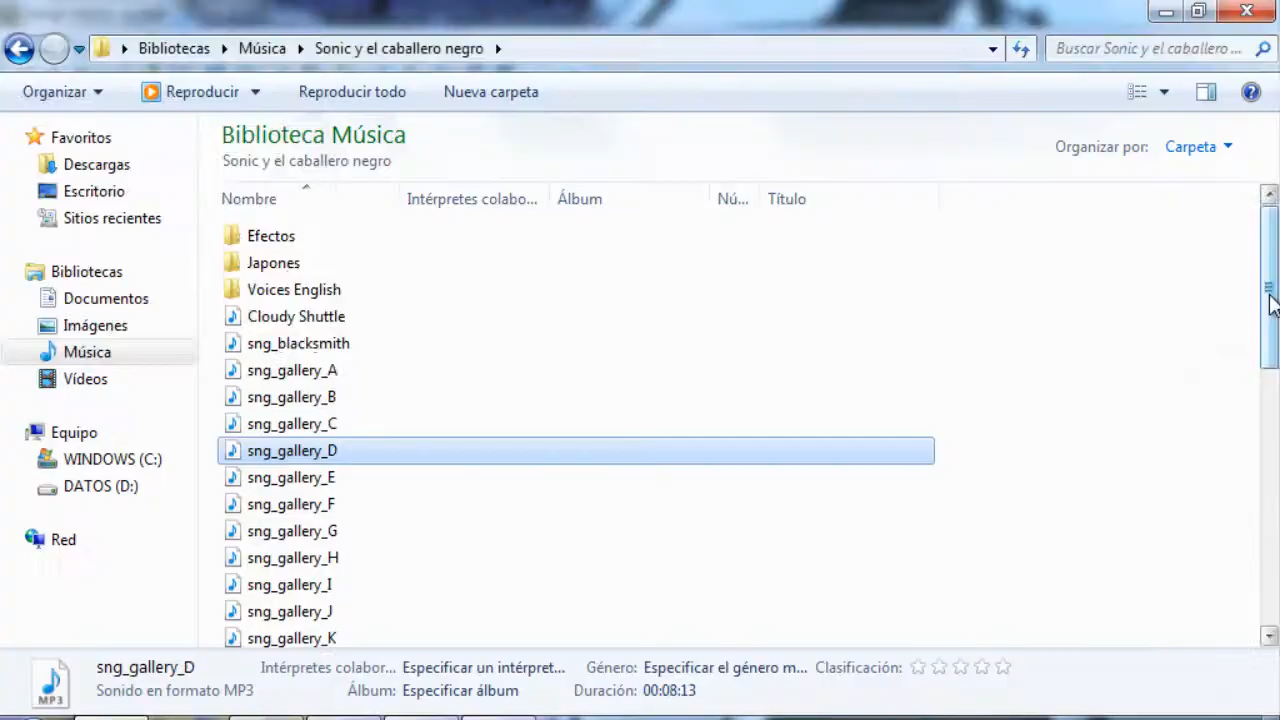 Bibliotecas Música Sonic y el caballero negro Buscar Sonic y el caballero ...
Organizar Reproducir Reproducir todo Nueva carpeta
Favoritos
Descargas
Escritorio
Sitios recientes
Bibliotecas
Documentos
Imágenes
Música
Vídeos
Equipo
WINDOWS (C:)
DATOS (D:)
Red
Biblioteca Música
Sonic y el caballero negro
Organizar por: Carpeta
Nombre Intérpretes colabo... Álbum Nú... Título
Efectos
Japones
Voices English
Cloudy Shuttle
sng_blacksmith
sng_gallery_A
sng_gallery_B
sng_gallery_C
sng_gallery_D
sng_gallery_E
sng_gallery_F
sng_gallery_G
sng_gallery_H
sng_gallery_I
sng_gallery_J
sng_gallery_K
sng_gallery_D Intérpretes colabor... Especificar un intérpret... Género: Especificar el género m... Clasificación:
Sonido en formato MP3 Álbum: Especificar álbum Duración: 00:08:13
MP3